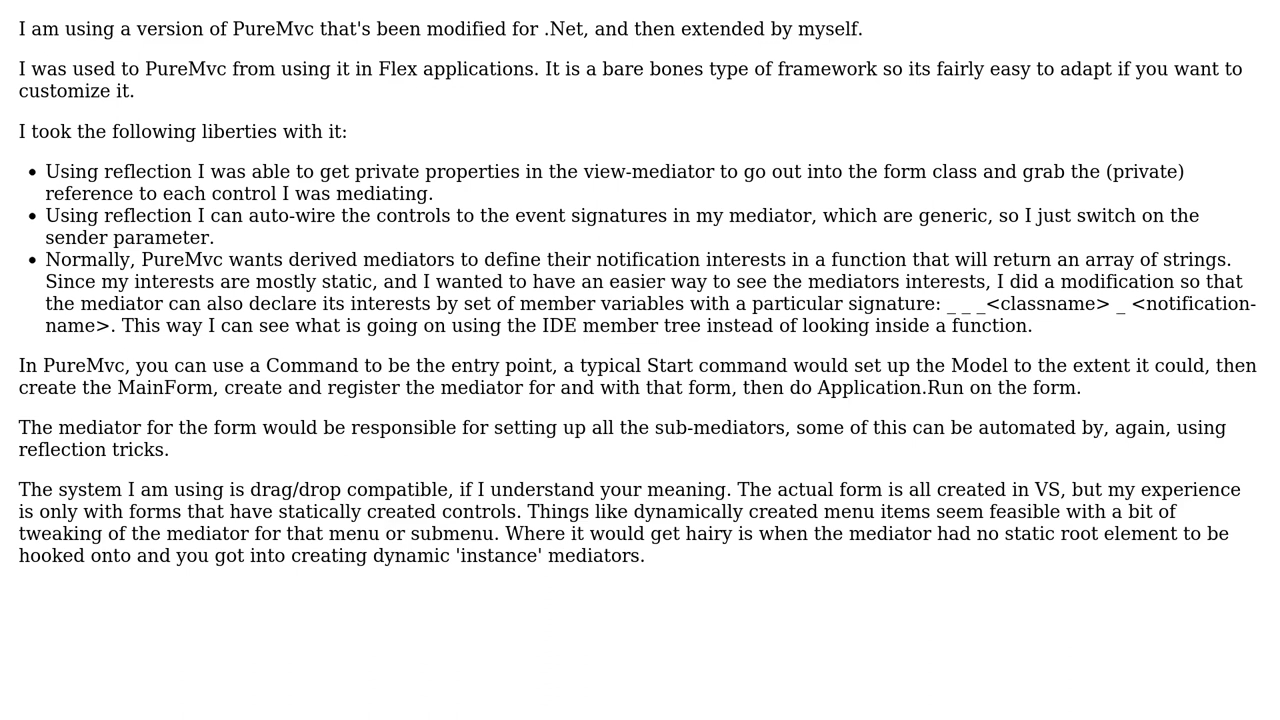 I am using a version of PureMvc that's been modified for .Net, and then extended by myself.
I was used to PureMvc from using it in Flex applications. It is a bare bones type of framework so its fairly easy to adapt if you want to
customize it.
I took the following liberties with it:
• Using reflection I was able to get private properties in the view-mediator to go out into the form class and grab the (private)
reference to each control I was mediating.
• Using reflection I can auto-wire the controls to the event signatures in my mediator, which are generic, so I just switch on the
sender parameter.
• Normally, PureMvc wants derived mediators to define their notification interests in a function that will return an array of strings.
Since my interests are mostly static, and I wanted to have an easier way to see the mediators interests, I did a modification so that
the mediator can also declare its interests by set of member variables with a particular signature: _ _ _<classname> _ <notification-
name>. This way I can see what is going on using the IDE member tree instead of looking inside a function.
In PureMvc, you can use a Command to be the entry point, a typical Start command would set up the Model to the extent it could, then
create the MainForm, create and register the mediator for and with that form, then do Application.Run on the form.
The mediator for the form would be responsible for setting up all the sub-mediators, some of this can be automated by, again, using
reflection tricks.
The system I am using is drag/drop compatible, if I understand your meaning. The actual form is all created in VS, but my experience
is only with forms that have statically created controls. Things like dynamically created menu items seem feasible with a bit of
tweaking of the mediator for that menu or submenu. Where it would get hairy is when the mediator had no static root element to be
hooked onto and you got into creating dynamic 'instance' mediators.